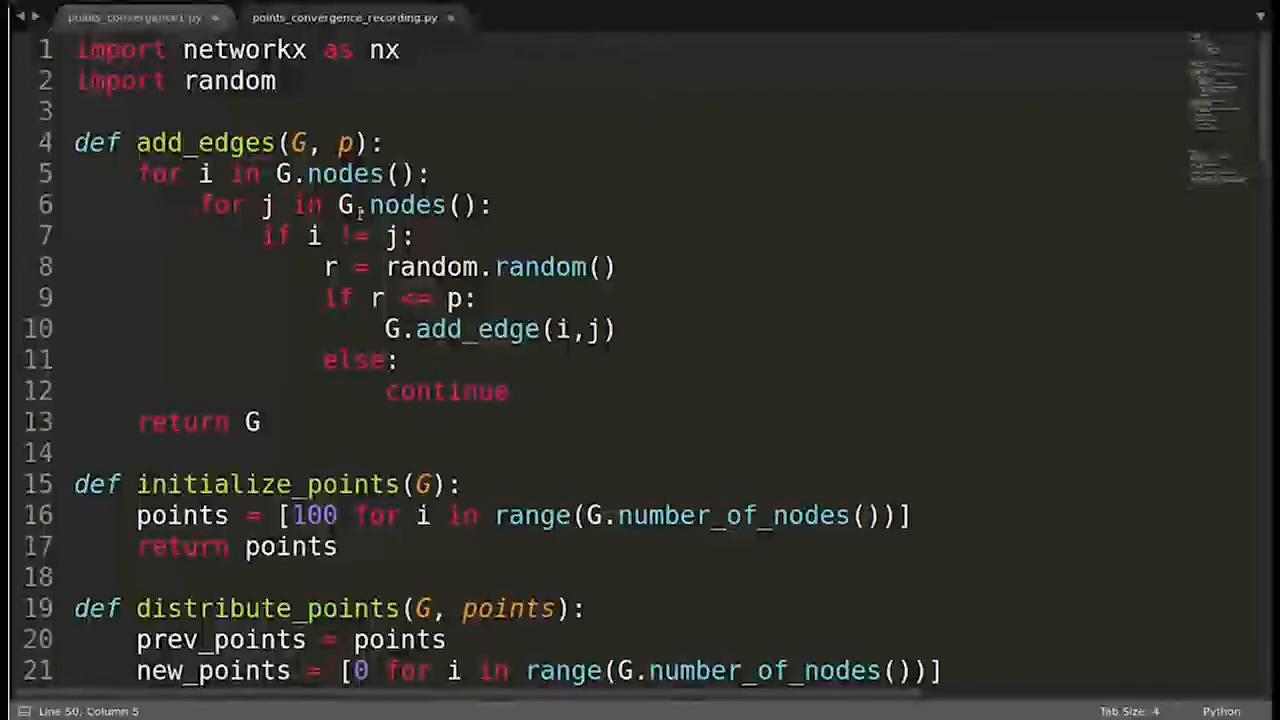 points_convergence1.py
points_convergence_recording.py
1 import networkx as nx
2 import random
3
4 def add_edges(G, p):
5     for i in G.nodes():
6         for j in G.nodes():
7             if i != j:
8                 r = random.random()
9                 if r <= p:
10                     G.add_edge(i,j)
11                 else:
12                     continue
13     return G
14
15 def initialize_points(G):
16     points = [100 for i in range(G.number_of_nodes())]
17     return points
18
19 def distribute_points(G, points):
20     prev_points = points
21     new_points = [0 for i in range(G.number_of_nodes())]
Line 50, Column 5
Tab Size: 4
Python